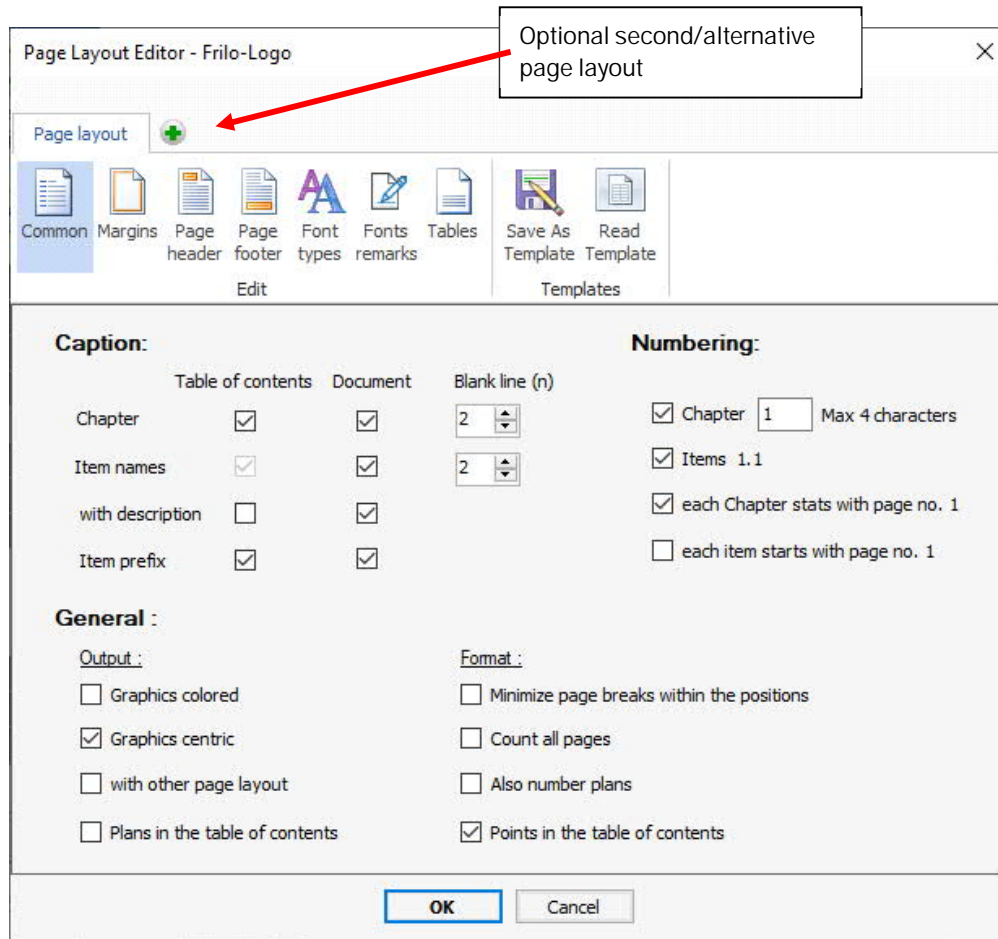 Optional second/alternative
page layout
Page Layout Editor - Frilo-Logo
Page layout
Common Margins Page header Page footer Font types Fonts remarks Tables Save As Template Read Template
Edit Templates
Caption: Numbering:
Table of contents Document Blank line (n)
Chapter 2 Chapter 1 Max 4 characters
Item names 2 Items 1.1
with description each Chapter stats with page no. 1
Item prefix each item starts with page no. 1
General :
Output : Format :
Graphics colored Minimize page breaks within the positions
Graphics centric Count all pages
with other page layout Also number plans
Plans in the table of contents Points in the table of contents
OK Cancel